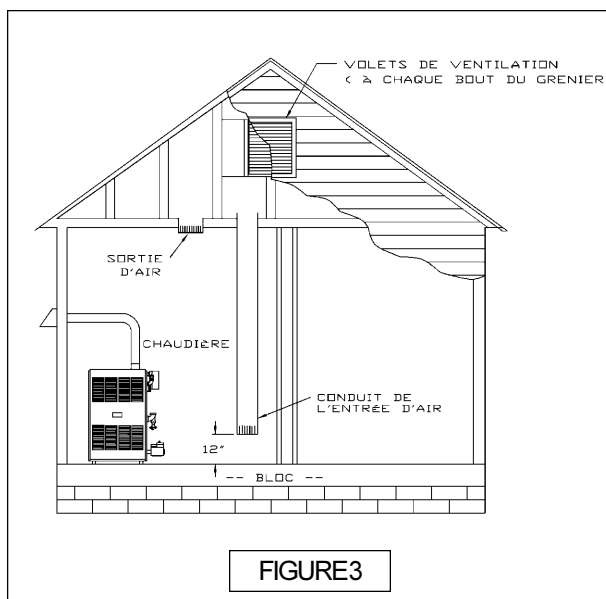 VOLETS DE VENTILATION
( À CHAQUE BOUT DU GRENIER
SORTIE
D'AIR
CHAUDIÈRE
CONDUIT DE
L'ENTRÉE D'AIR
12"
-- BLOC --
FIGURE3